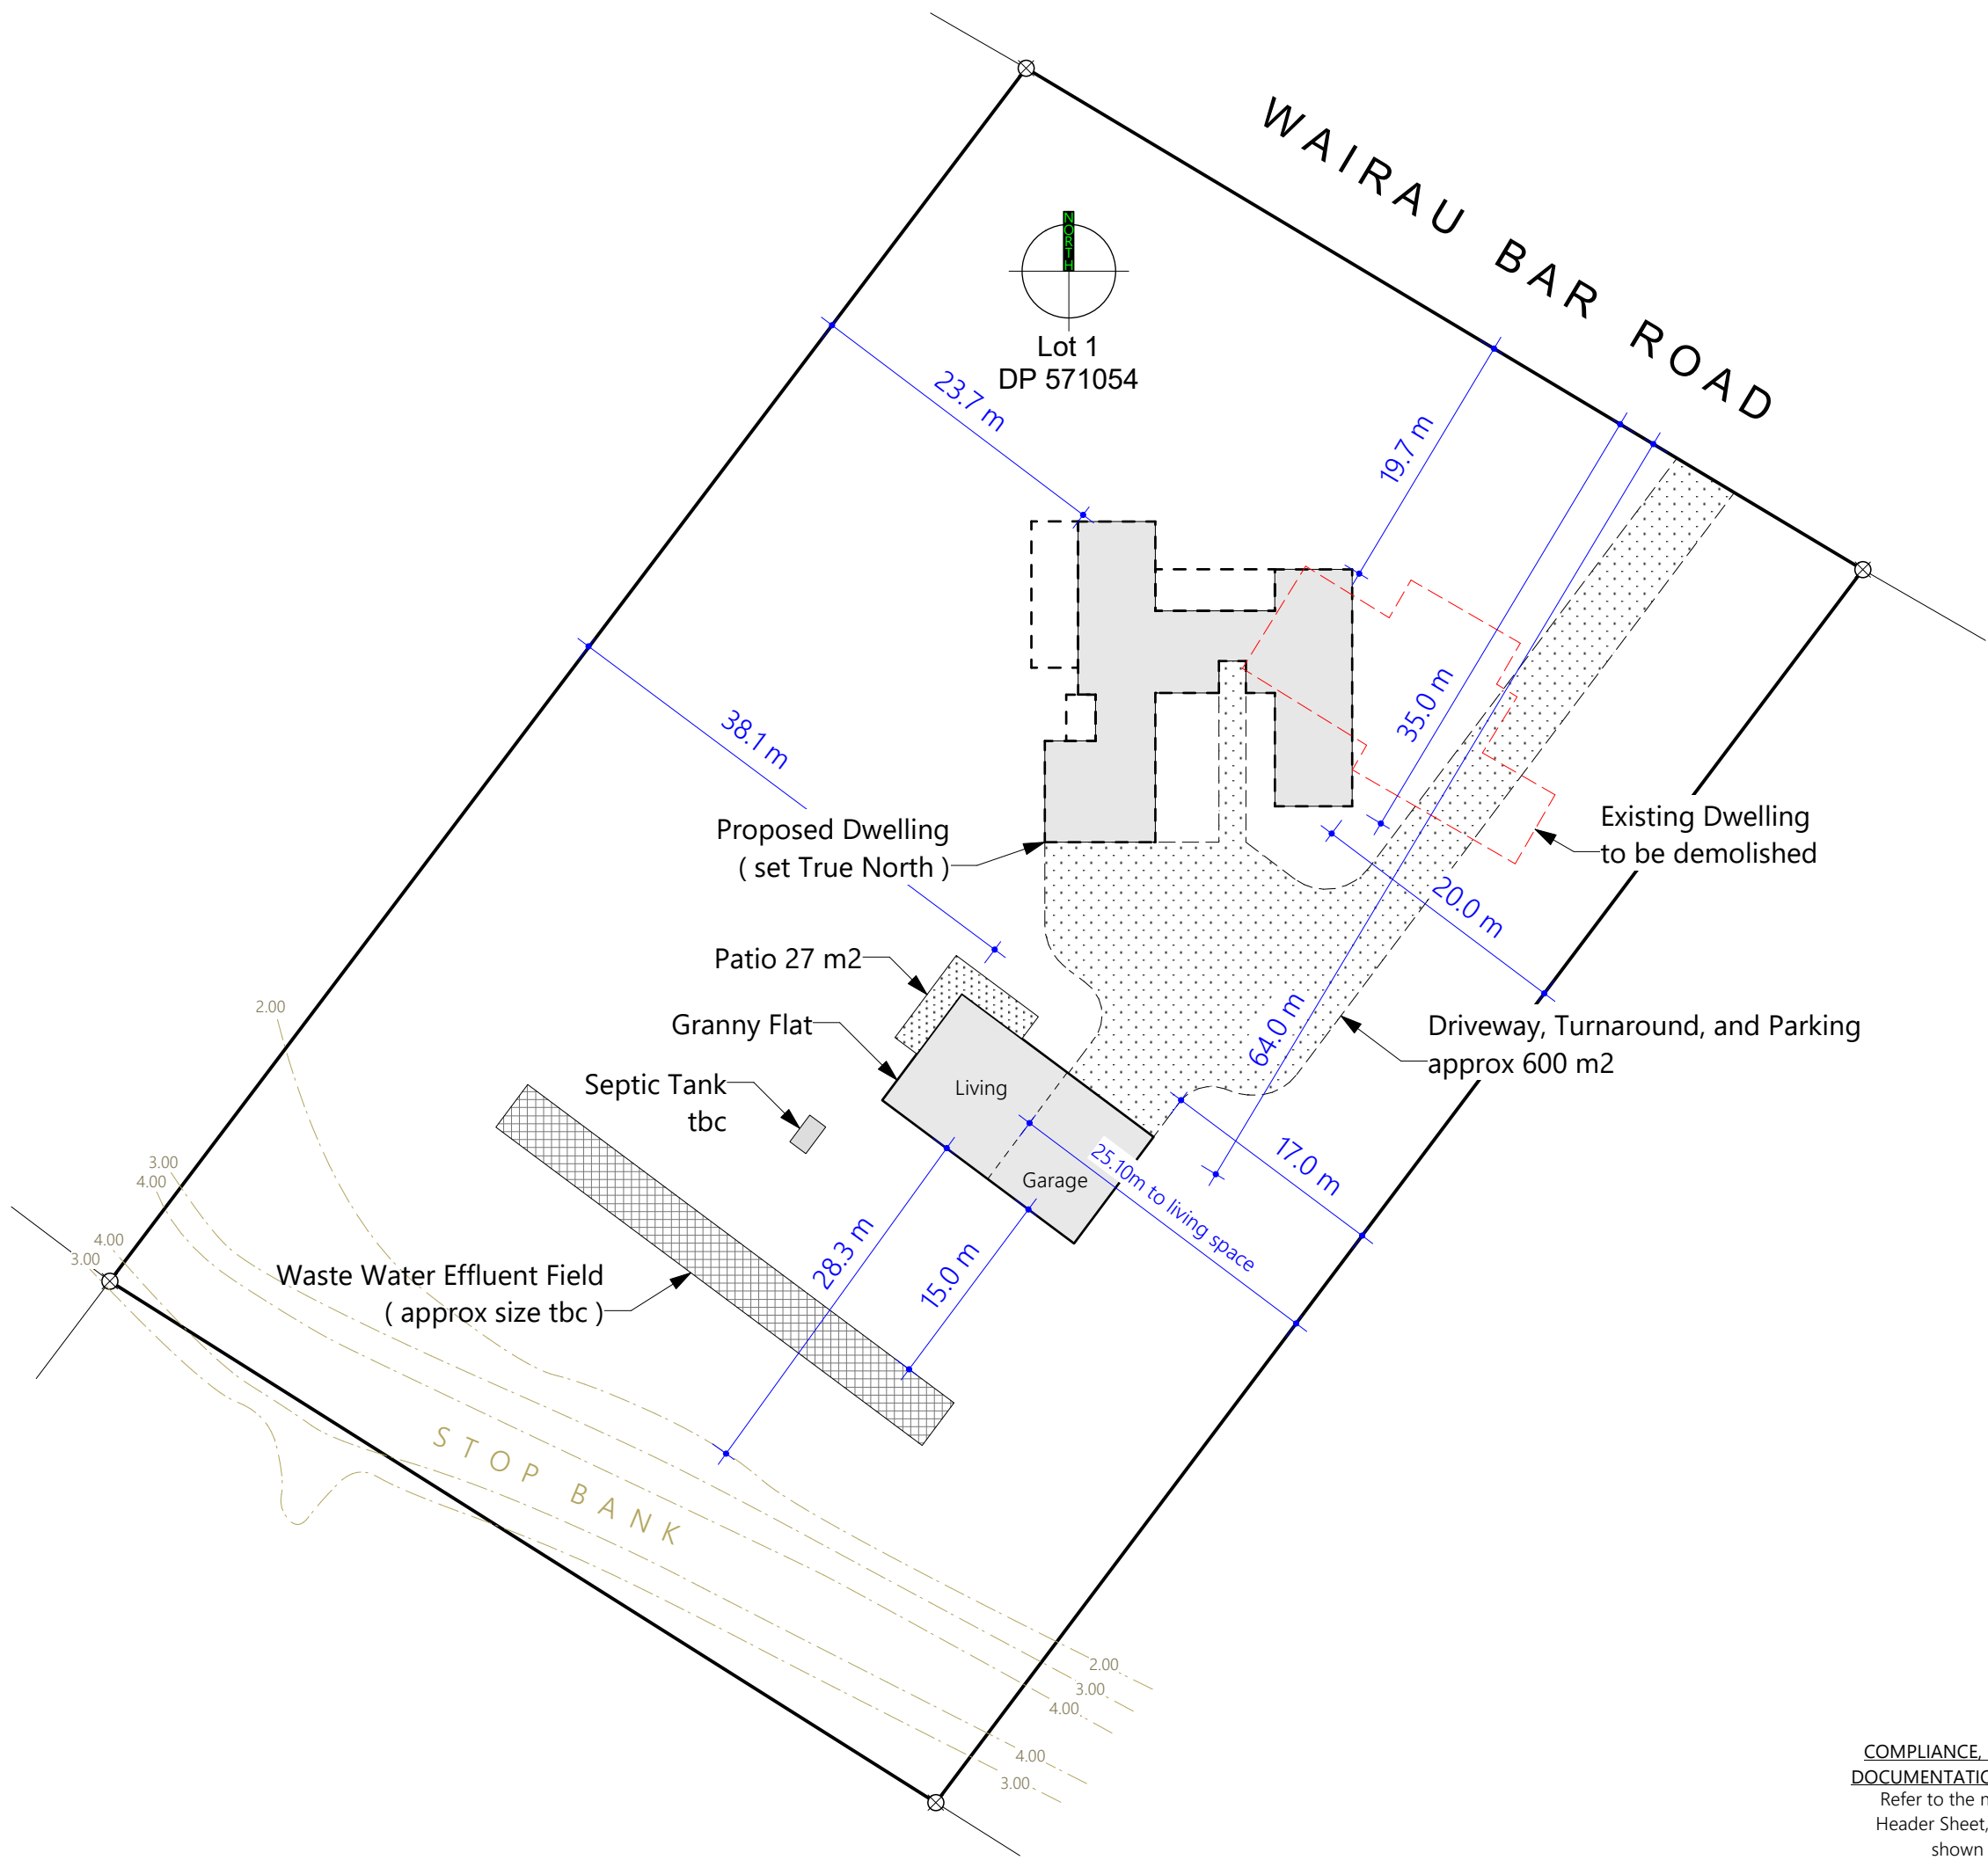 WAIRAU BAR ROAD
NORTH
Lot 1
DP 571054
23.7 m
19.7 m
38.1 m
35.0 m
Proposed Dwelling
( set True North )
Existing Dwelling
to be demolished
20.0 m
Patio 27 m2
Granny Flat
64.0 m
Driveway, Turnaround, and Parking
approx 600 m2
2.00
Septic Tank
tbc
Living
Garage
25.10m to living space
17.0 m
3.00
4.00
4.00
3.00
28.3 m
15.0 m
Waste Water Effluent Field
( approx size tbc )
STOP BANK
2.00
3.00
4.00
4.00
3.00
COMPLIANCE,
DOCUMENTATIO
Refer to the n
Header Sheet,
shown